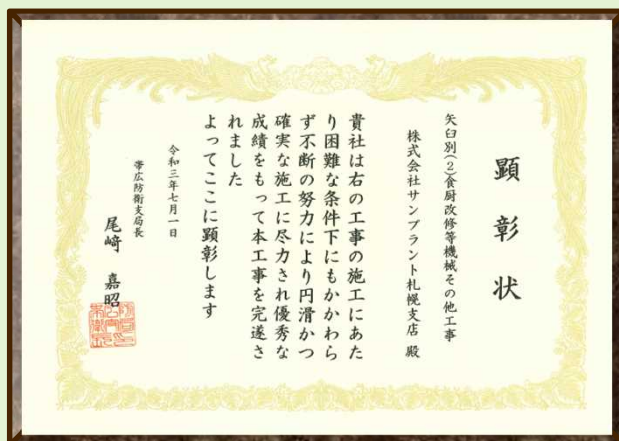 顕彰状
矢臼別(2)食厨改修等機械その他工事
株式会社サンプラント札幌支店 殿
貴社は右の工事の施工にあた
り困難な条件下にもかかわら
ず不断の努力により円滑かつ
確実な施工に尽力され優秀な
成績をもって本工事を完遂さ
れました
よってここに顕彰します
令和三年七月一日
帯広防衛支局長
尾﨑 嘉昭